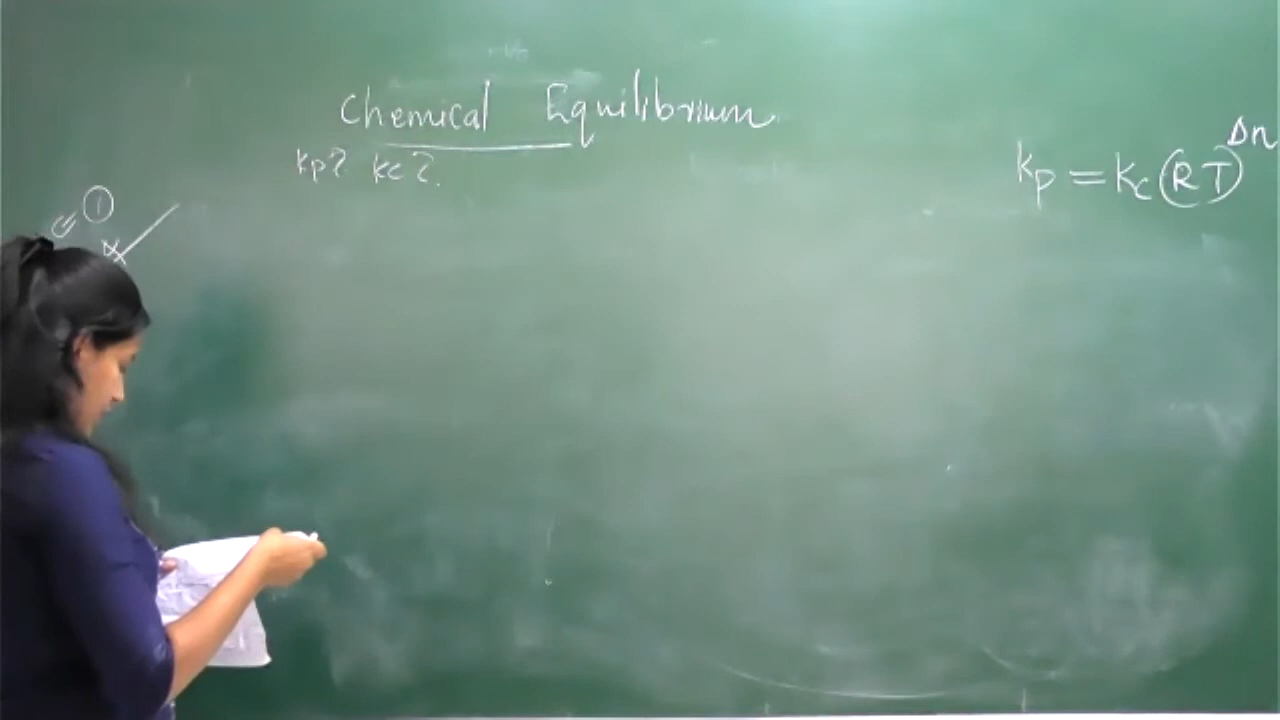 Chemical Equilibrium
kp? kc?
kp = kc (RT)^Δn
①